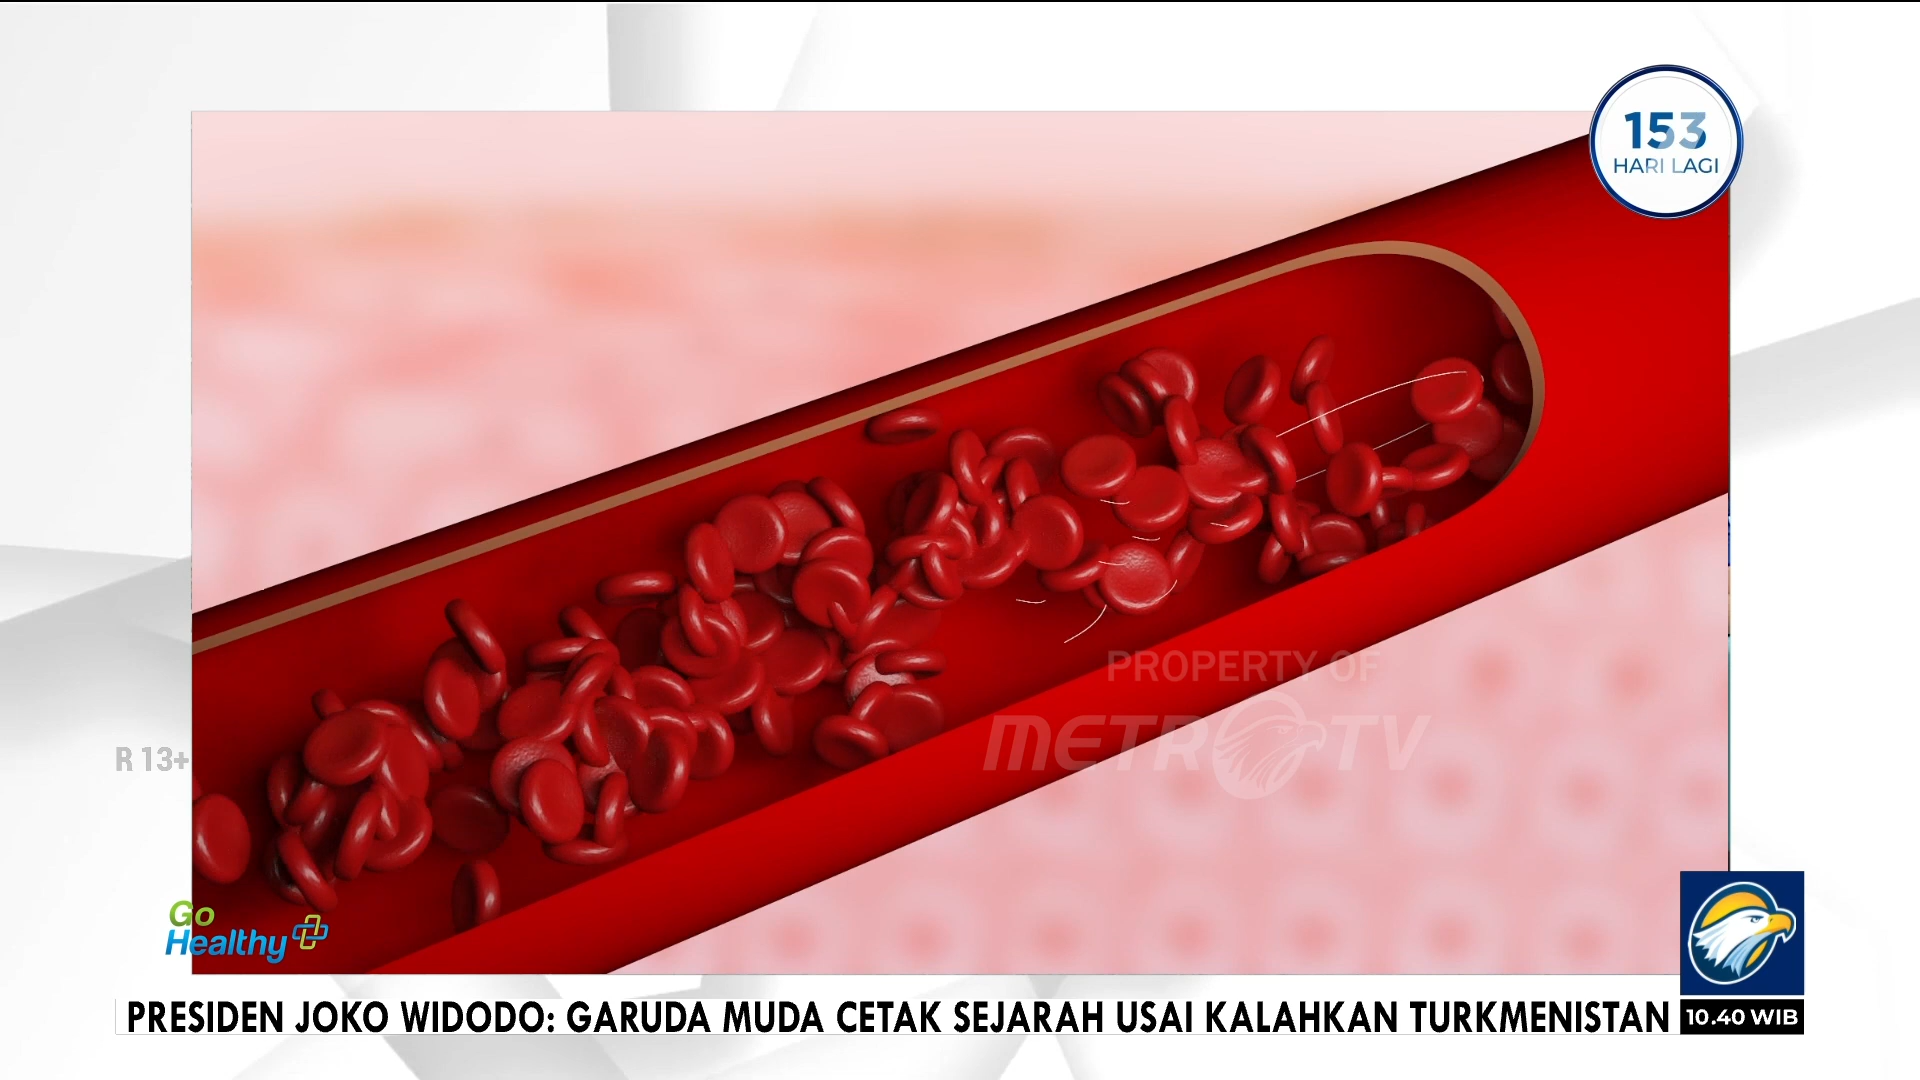 153
HARI LAGI
PROPERTY OF
METRO TV
R 13+
Go
Healthy
PRESIDEN JOKO WIDODO: GARUDA MUDA CETAK SEJARAH USAI KALAHKAN TURKMENISTAN
10.40 WIB